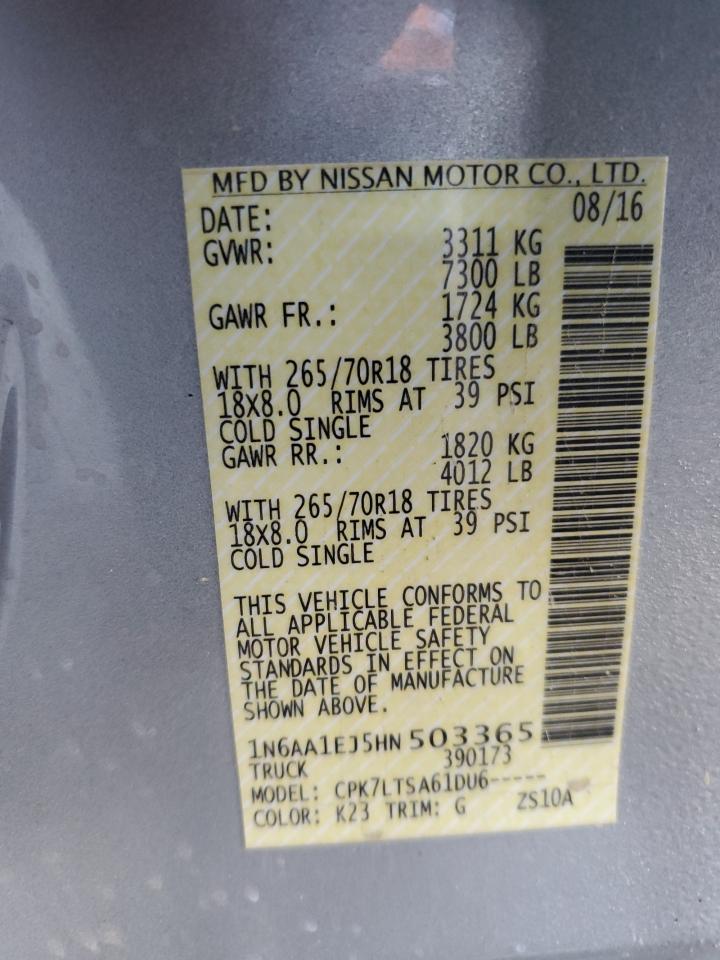 MFD BY NISSAN MOTOR CO., LTD.
DATE: 08/16
GVWR: 3311 KG
7300 LB
GAWR FR.: 1724 KG
3800 LB
WITH 265/70R18 TIRES
18X8.0 RIMS AT 39 PSI
COLD SINGLE
GAWR RR.: 1820 KG
4012 LB
WITH 265/70R18 TIRES
18X8.0 RIMS AT 39 PSI
COLD SINGLE
THIS VEHICLE CONFORMS TO
ALL APPLICABLE FEDERAL
MOTOR VEHICLE SAFETY
STANDARDS IN EFFECT ON
THE DATE OF MANUFACTURE
SHOWN ABOVE.
1N6AA1EJ5HN 503365
TRUCK 390173
MODEL: CPK7LTSA61DU6-----
COLOR: K23 TRIM: G ZS10A